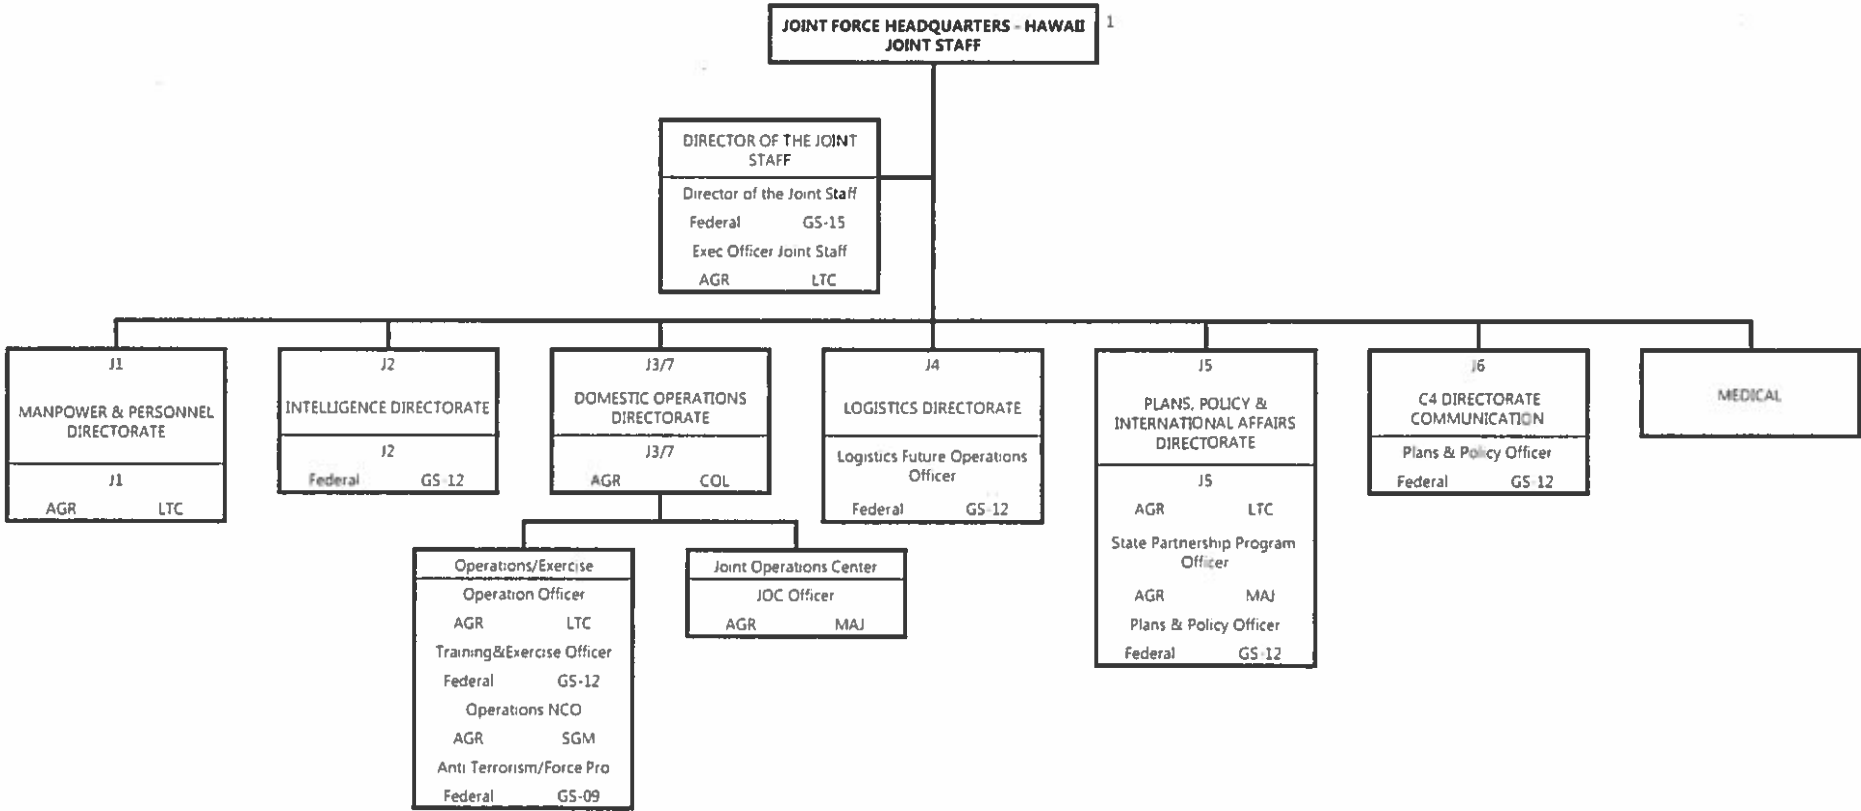 JOINT FORCE HEADQUARTERS - HAWAII
JOINT STAFF
1
DIRECTOR OF THE JOINT
STAFF
Director of the Joint Staff
Federal GS-15
Exec Officer Joint Staff
AGR LTC
J1
MANPOWER & PERSONNEL
DIRECTORATE
J1
AGR LTC
J2
INTELLIGENCE DIRECTORATE
J2
Federal GS-12
J3/7
DOMESTIC OPERATIONS
DIRECTORATE
J3/7
AGR COL
Operations/Exercise
Operation Officer
AGR LTC
Training&Exercise Officer
Federal GS-12
Operations NCO
AGR SGM
Anti Terrorism/Force Pro
Federal GS-09
Joint Operations Center
JOC Officer
AGR MAJ
J4
LOGISTICS DIRECTORATE
Logistics Future Operations
Officer
Federal GS-12
J5
PLANS, POLICY &
INTERNATIONAL AFFAIRS
DIRECTORATE
J5
AGR LTC
State Partnership Program
Officer
AGR MAJ
Plans & Policy Officer
Federal GS-12
J6
C4 DIRECTORATE
COMMUNICATION
Plans & Policy Officer
Federal GS-12
MEDICAL